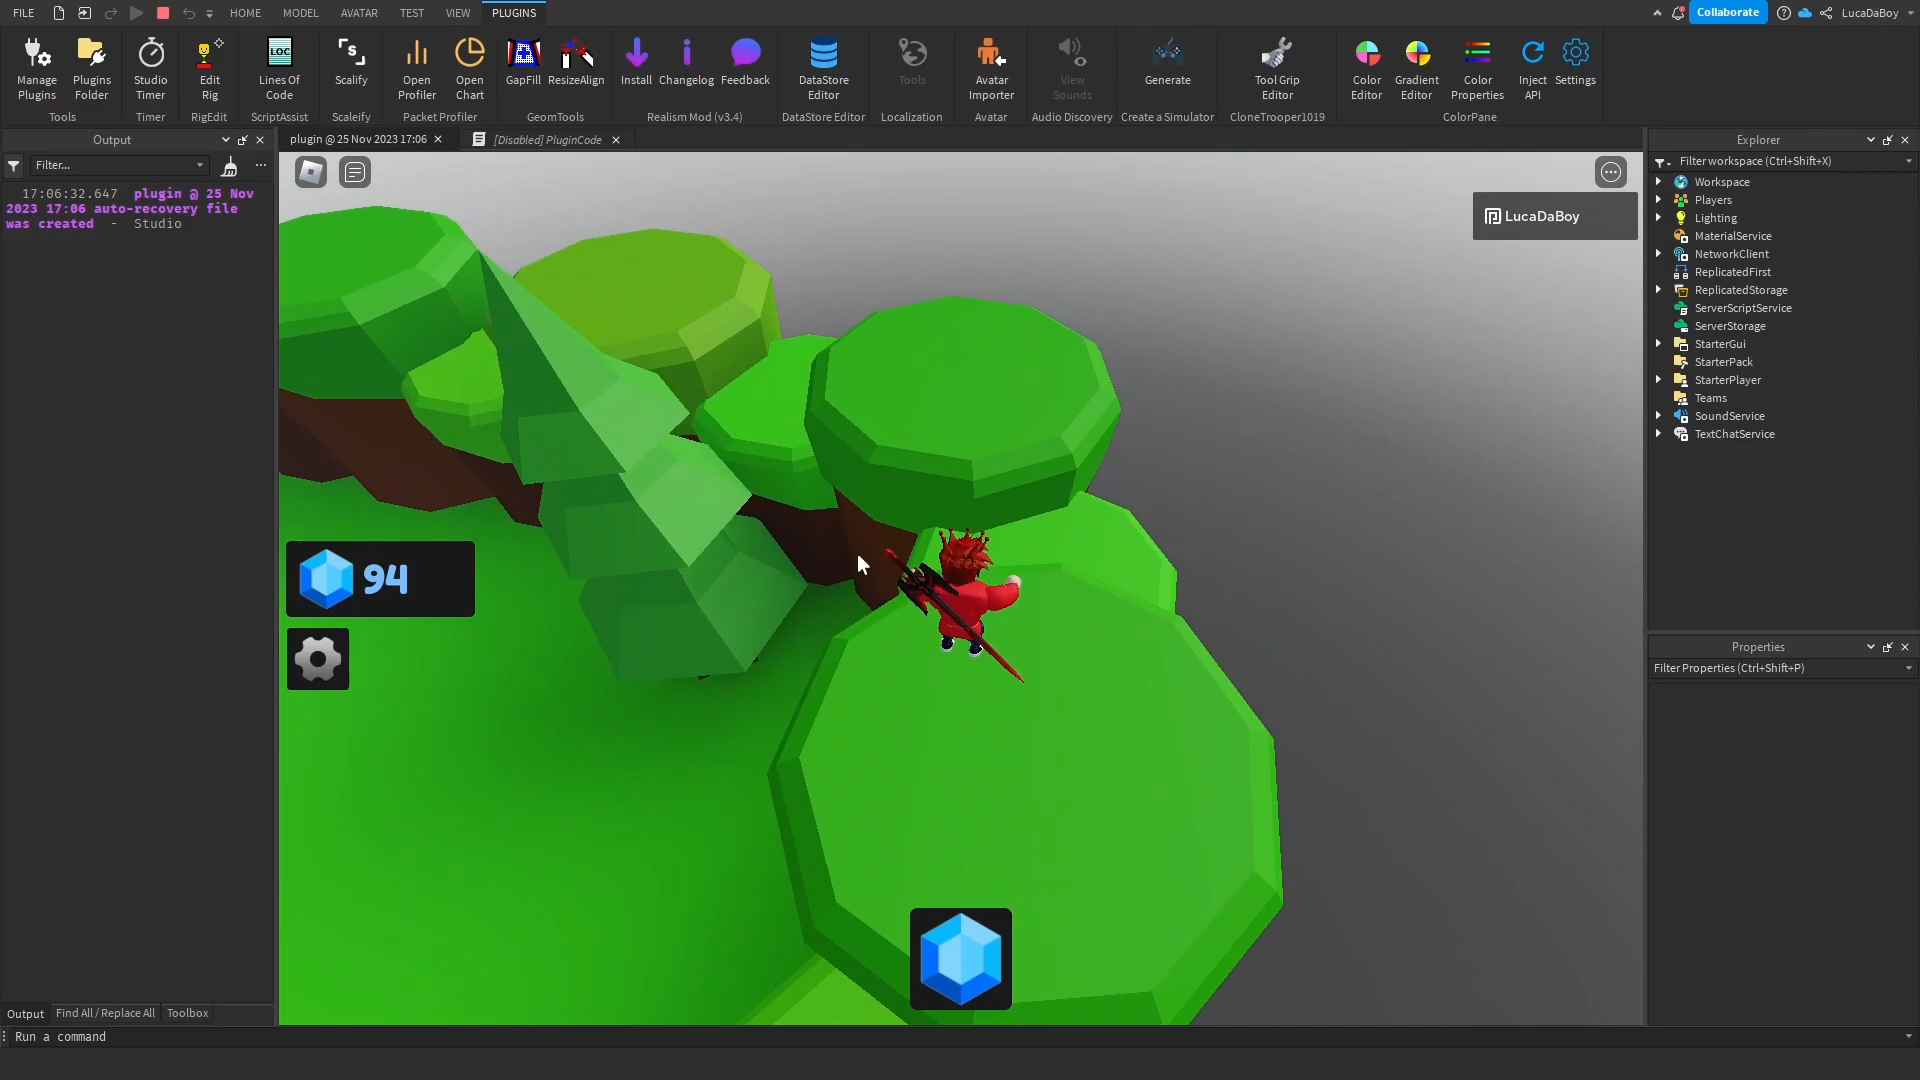 FILE HOME MODEL AVATAR TEST VIEW PLUGINS Collaborate LucaDaBoy
Manage Plugins
Plugins Folder
Tools
Studio Timer
Timer
Edit Rig
RigEdit
LOC
Lines Of Code
ScriptAssist
Scalify
Scaleify
Open Profiler
Open Chart
Packet Profiler
GapFill
ResizeAlign
GeomTools
Install
Changelog
Feedback
Realism Mod (v3.4)
DataStore Editor
DataStore Editor
Tools
Localization
Avatar Importer
Avatar
View Sounds
Audio Discovery
Generate
Create a Simulator
Tool Grip Editor
CloneTrooper1019
Color Editor
Gradient Editor
Color Properties
Inject API
Settings
ColorPane
Output
Filter...
17:06:32.647 plugin @ 25 Nov
2023 17:06 auto-recovery file
was created - Studio
plugin @ 25 Nov 2023 17:06
[Disabled] PluginCode
LucaDaBoy
94
Explorer
Filter workspace (Ctrl+Shift+X)
Workspace
Players
Lighting
MaterialService
NetworkClient
ReplicatedFirst
ReplicatedStorage
ServerScriptService
ServerStorage
StarterGui
StarterPack
StarterPlayer
Teams
SoundService
TextChatService
Properties
Filter Properties (Ctrl+Shift+P)
Output Find All / Replace All Toolbox
Run a command